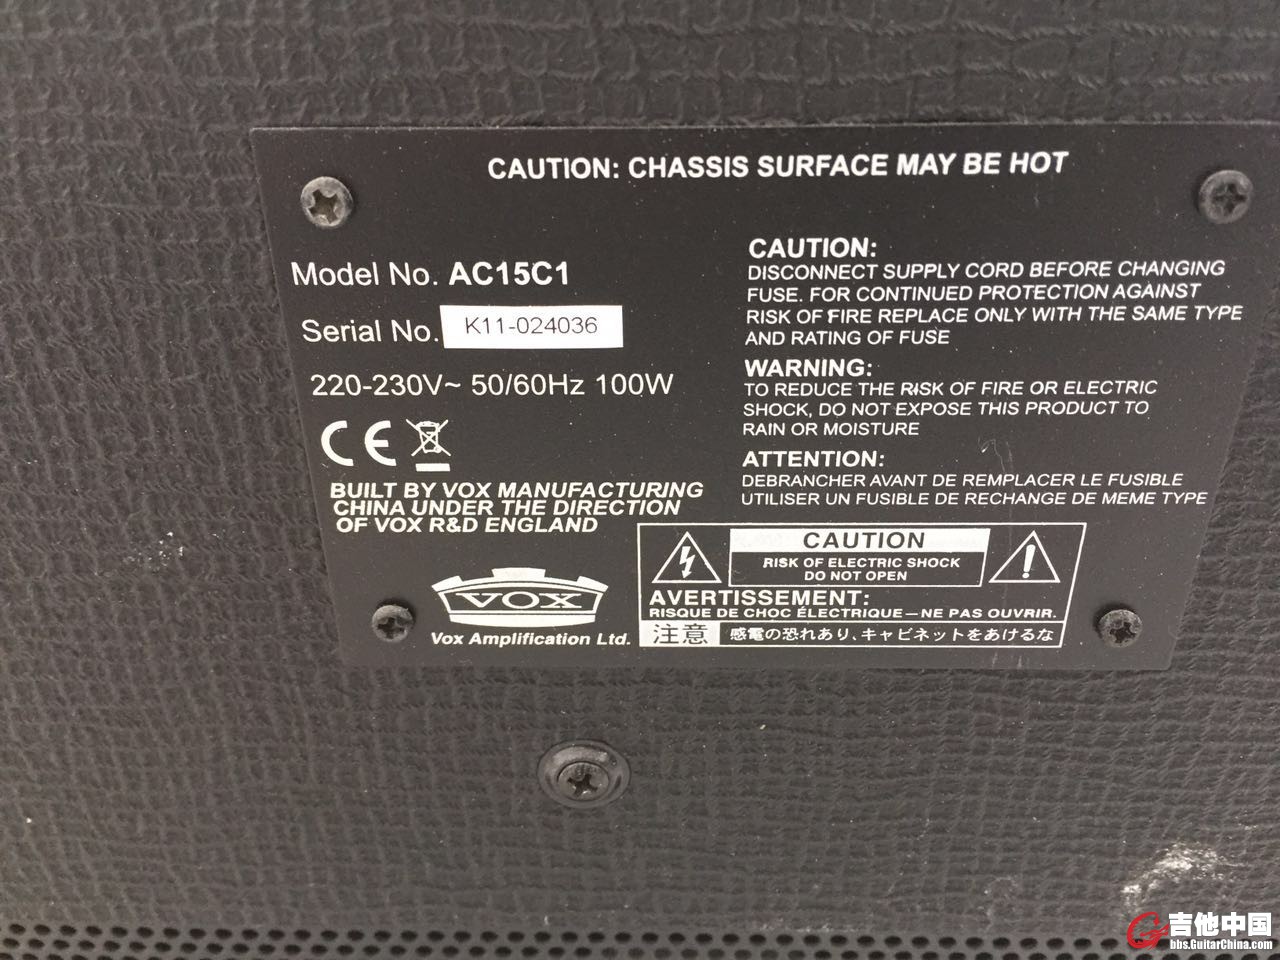 CAUTION: CHASSIS SURFACE MAY BE HOT
Model No. AC15C1
Serial No. K11-024036
220-230V~ 50/60Hz 100W
CE
BUILT BY VOX MANUFACTURING
CHINA UNDER THE DIRECTION
OF VOX R&D ENGLAND
VOX
Vox Amplification Ltd.
CAUTION:
DISCONNECT SUPPLY CORD BEFORE CHANGING
FUSE. FOR CONTINUED PROTECTION AGAINST
RISK OF FIRE REPLACE ONLY WITH THE SAME TYPE
AND RATING OF FUSE
WARNING:
TO REDUCE THE RISK OF FIRE OR ELECTRIC
SHOCK, DO NOT EXPOSE THIS PRODUCT TO
RAIN OR MOISTURE
ATTENTION:
DEBRANCHER AVANT DE REMPLACER LE FUSIBLE
UTILISER UN FUSIBLE DE RECHANGE DE MEME TYPE
CAUTION
RISK OF ELECTRIC SHOCK
DO NOT OPEN
AVERTISSEMENT:
RISQUE DE CHOC ÉLECTRIQUE—NE PAS OUVRIR.
注意 感電の恐れあり、キャビネットをあけるな
吉他中国
bbs.GuitarChina.com